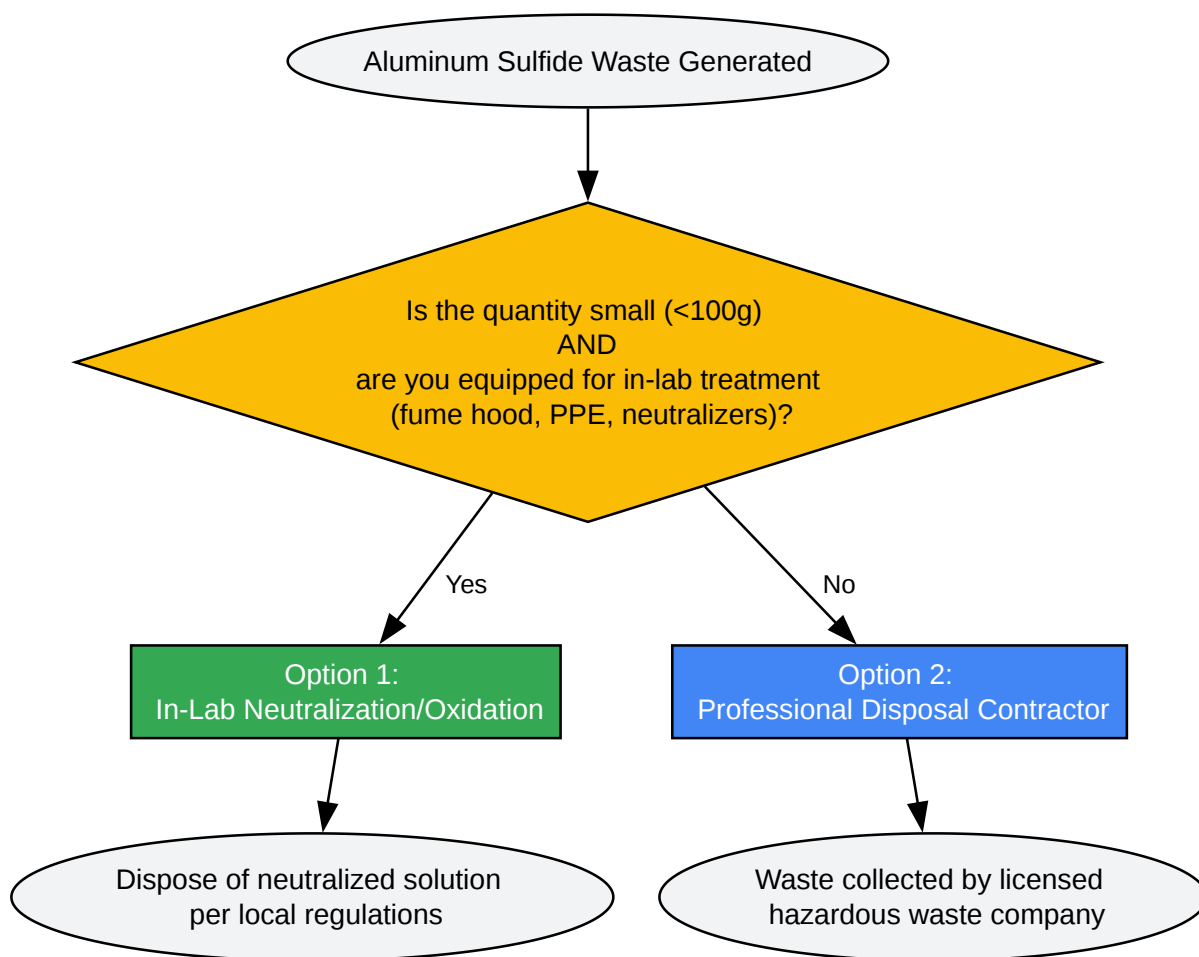 Aluminum Sulfide Waste Generated
Is the quantity small (<100g)
AND
are you equipped for in-lab treatment
(fume hood, PPE, neutralizers)?
Yes
No
Option 1:
In-Lab Neutralization/Oxidation
Option 2:
Professional Disposal Contractor
Dispose of neutralized solution
per local regulations
Waste collected by licensed
hazardous waste company